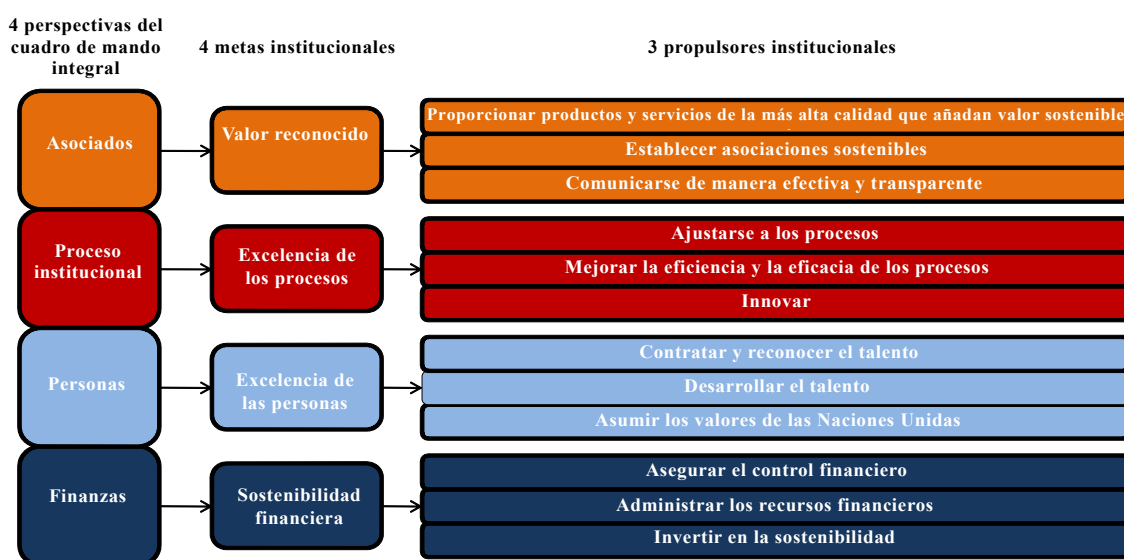 4 perspectivas del
cuadro de mando
integral
4 metas institucionales
3 propulsores institucionales
Asociados
Valor reconocido
Proporcionar productos y servicios de la más alta calidad que añadan valor sostenible
Establecer asociaciones sostenibles
Comunicarse de manera efectiva y transparente
Proceso
institucional
Excelencia de
los procesos
Ajustarse a los procesos
Mejorar la eficiencia y la eficacia de los procesos
Innovar
Personas
Excelencia de
las personas
Contratar y reconocer el talento
Desarrollar el talento
Asumir los valores de las Naciones Unidas
Finanzas
Sostenibilidad
financiera
Asegurar el control financiero
Administrar los recursos financieros
Invertir en la sostenibilidad